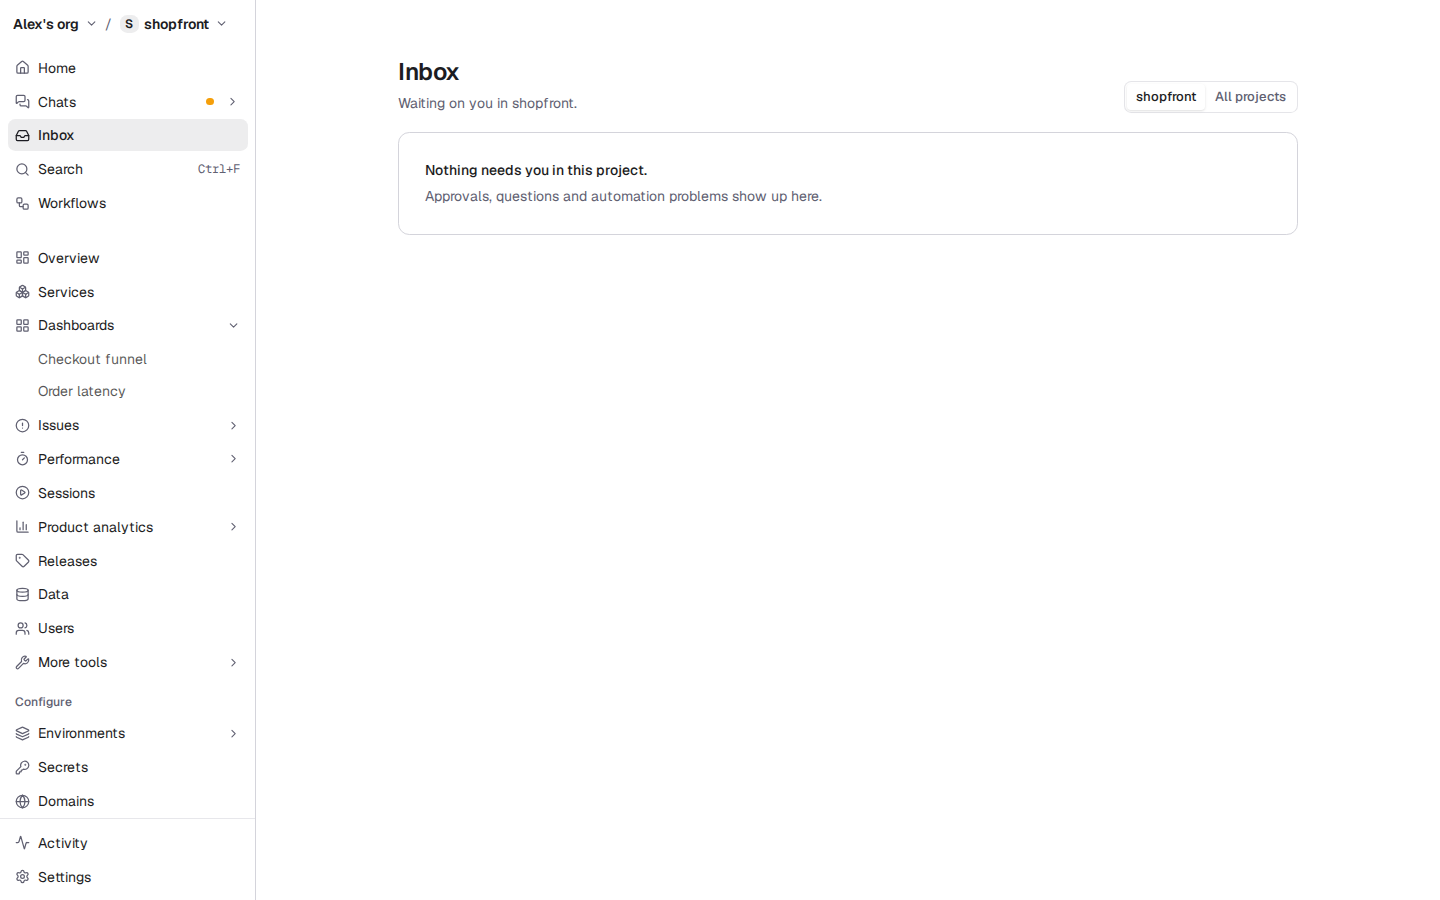 Alex's org / S shopfront
Home
Chats
Inbox
Search Ctrl+F
Workflows
Overview
Services
Dashboards
Checkout funnel
Order latency
Issues
Performance
Sessions
Product analytics
Releases
Data
Users
More tools
Configure
Environments
Secrets
Domains
Activity
Settings
Inbox
Waiting on you in shopfront.
shopfront All projects
Nothing needs you in this project.
Approvals, questions and automation problems show up here.